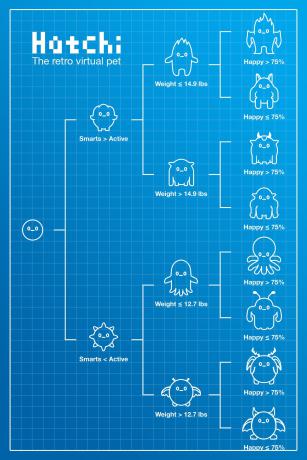 Hatchi
The retro virtual pet
Happy > 75%
Weight ≤ 14.9 lbs
Happy ≤ 75%
Smarts > Active
Happy > 75%
Weight > 14.9 lbs
Happy ≤ 75%
Happy > 75%
Weight ≤ 12.7 lbs
Happy ≤ 75%
Smarts < Active
Happy > 75%
Weight > 12.7 lbs
Happy ≤ 75%